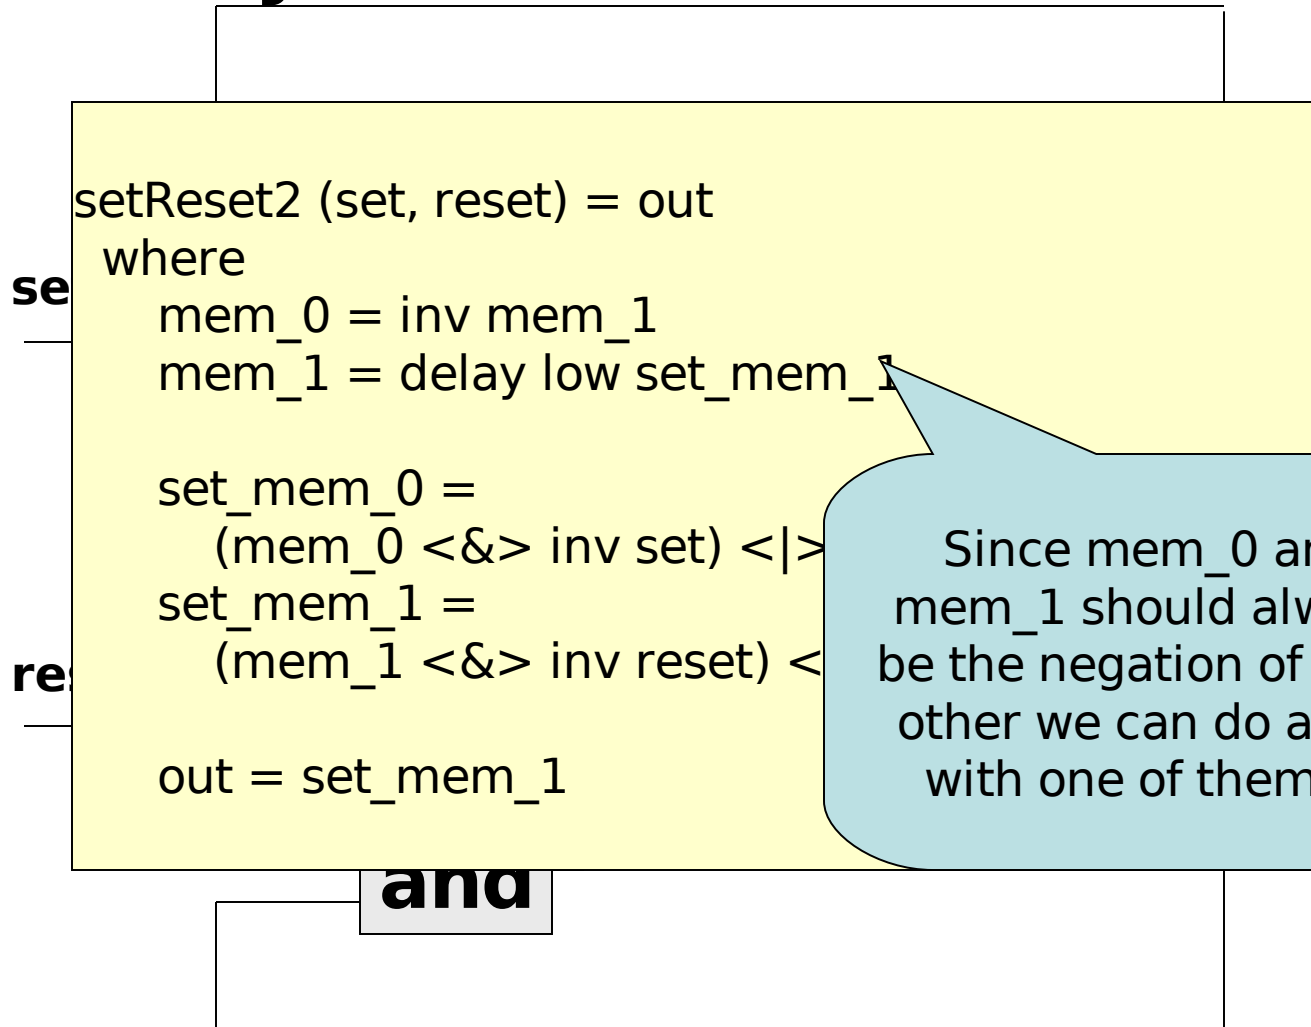 setReset2 (set, reset) = out
where
mem_0 = inv mem_1
mem_1 = delay low set_mem_1
set_mem_0 =
(mem_0 <&> inv set) <|>
set_mem_1 =
(mem_1 <&> inv reset) <
out = set_mem_1
Since mem_0
mem_1 should
be the negation of
other we can do
with one of them
and